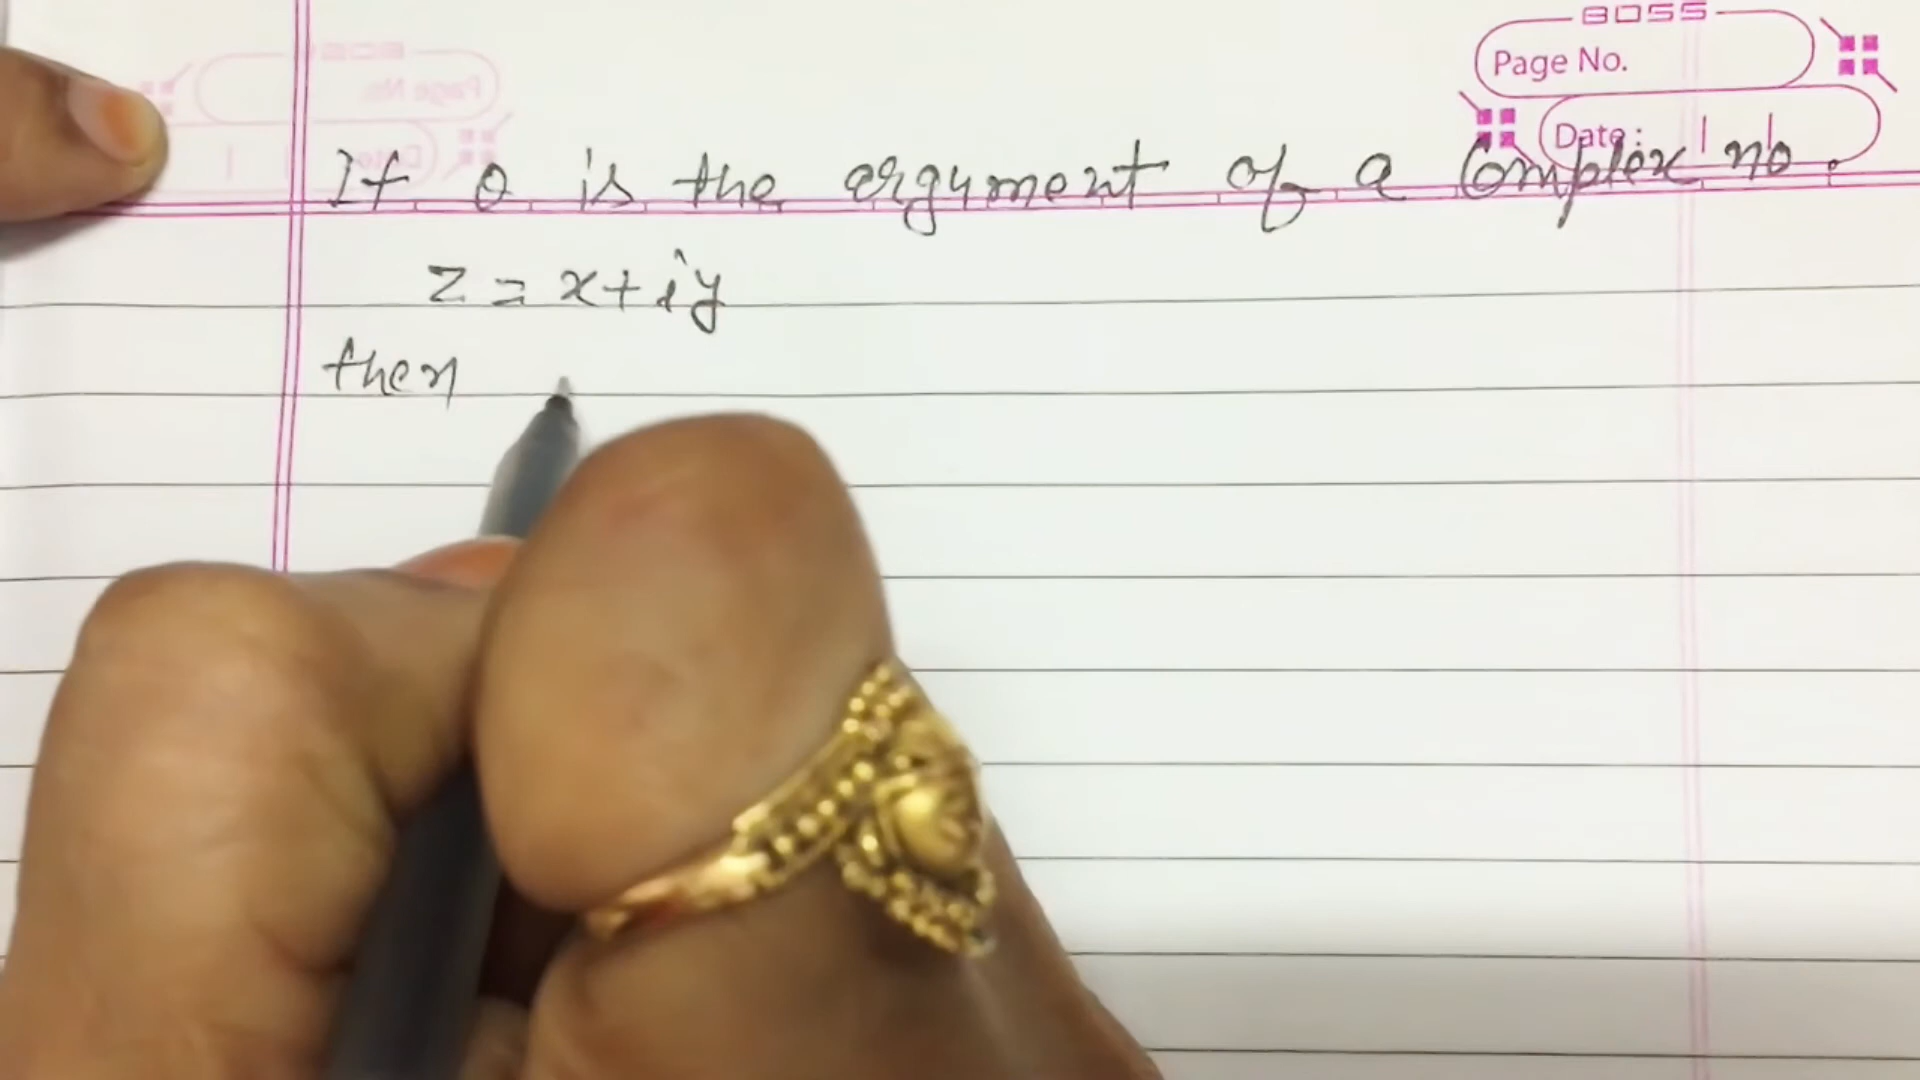 BOSS
Page No.
Date :
If θ is the argument of a Complex no.
z = x + iy
then